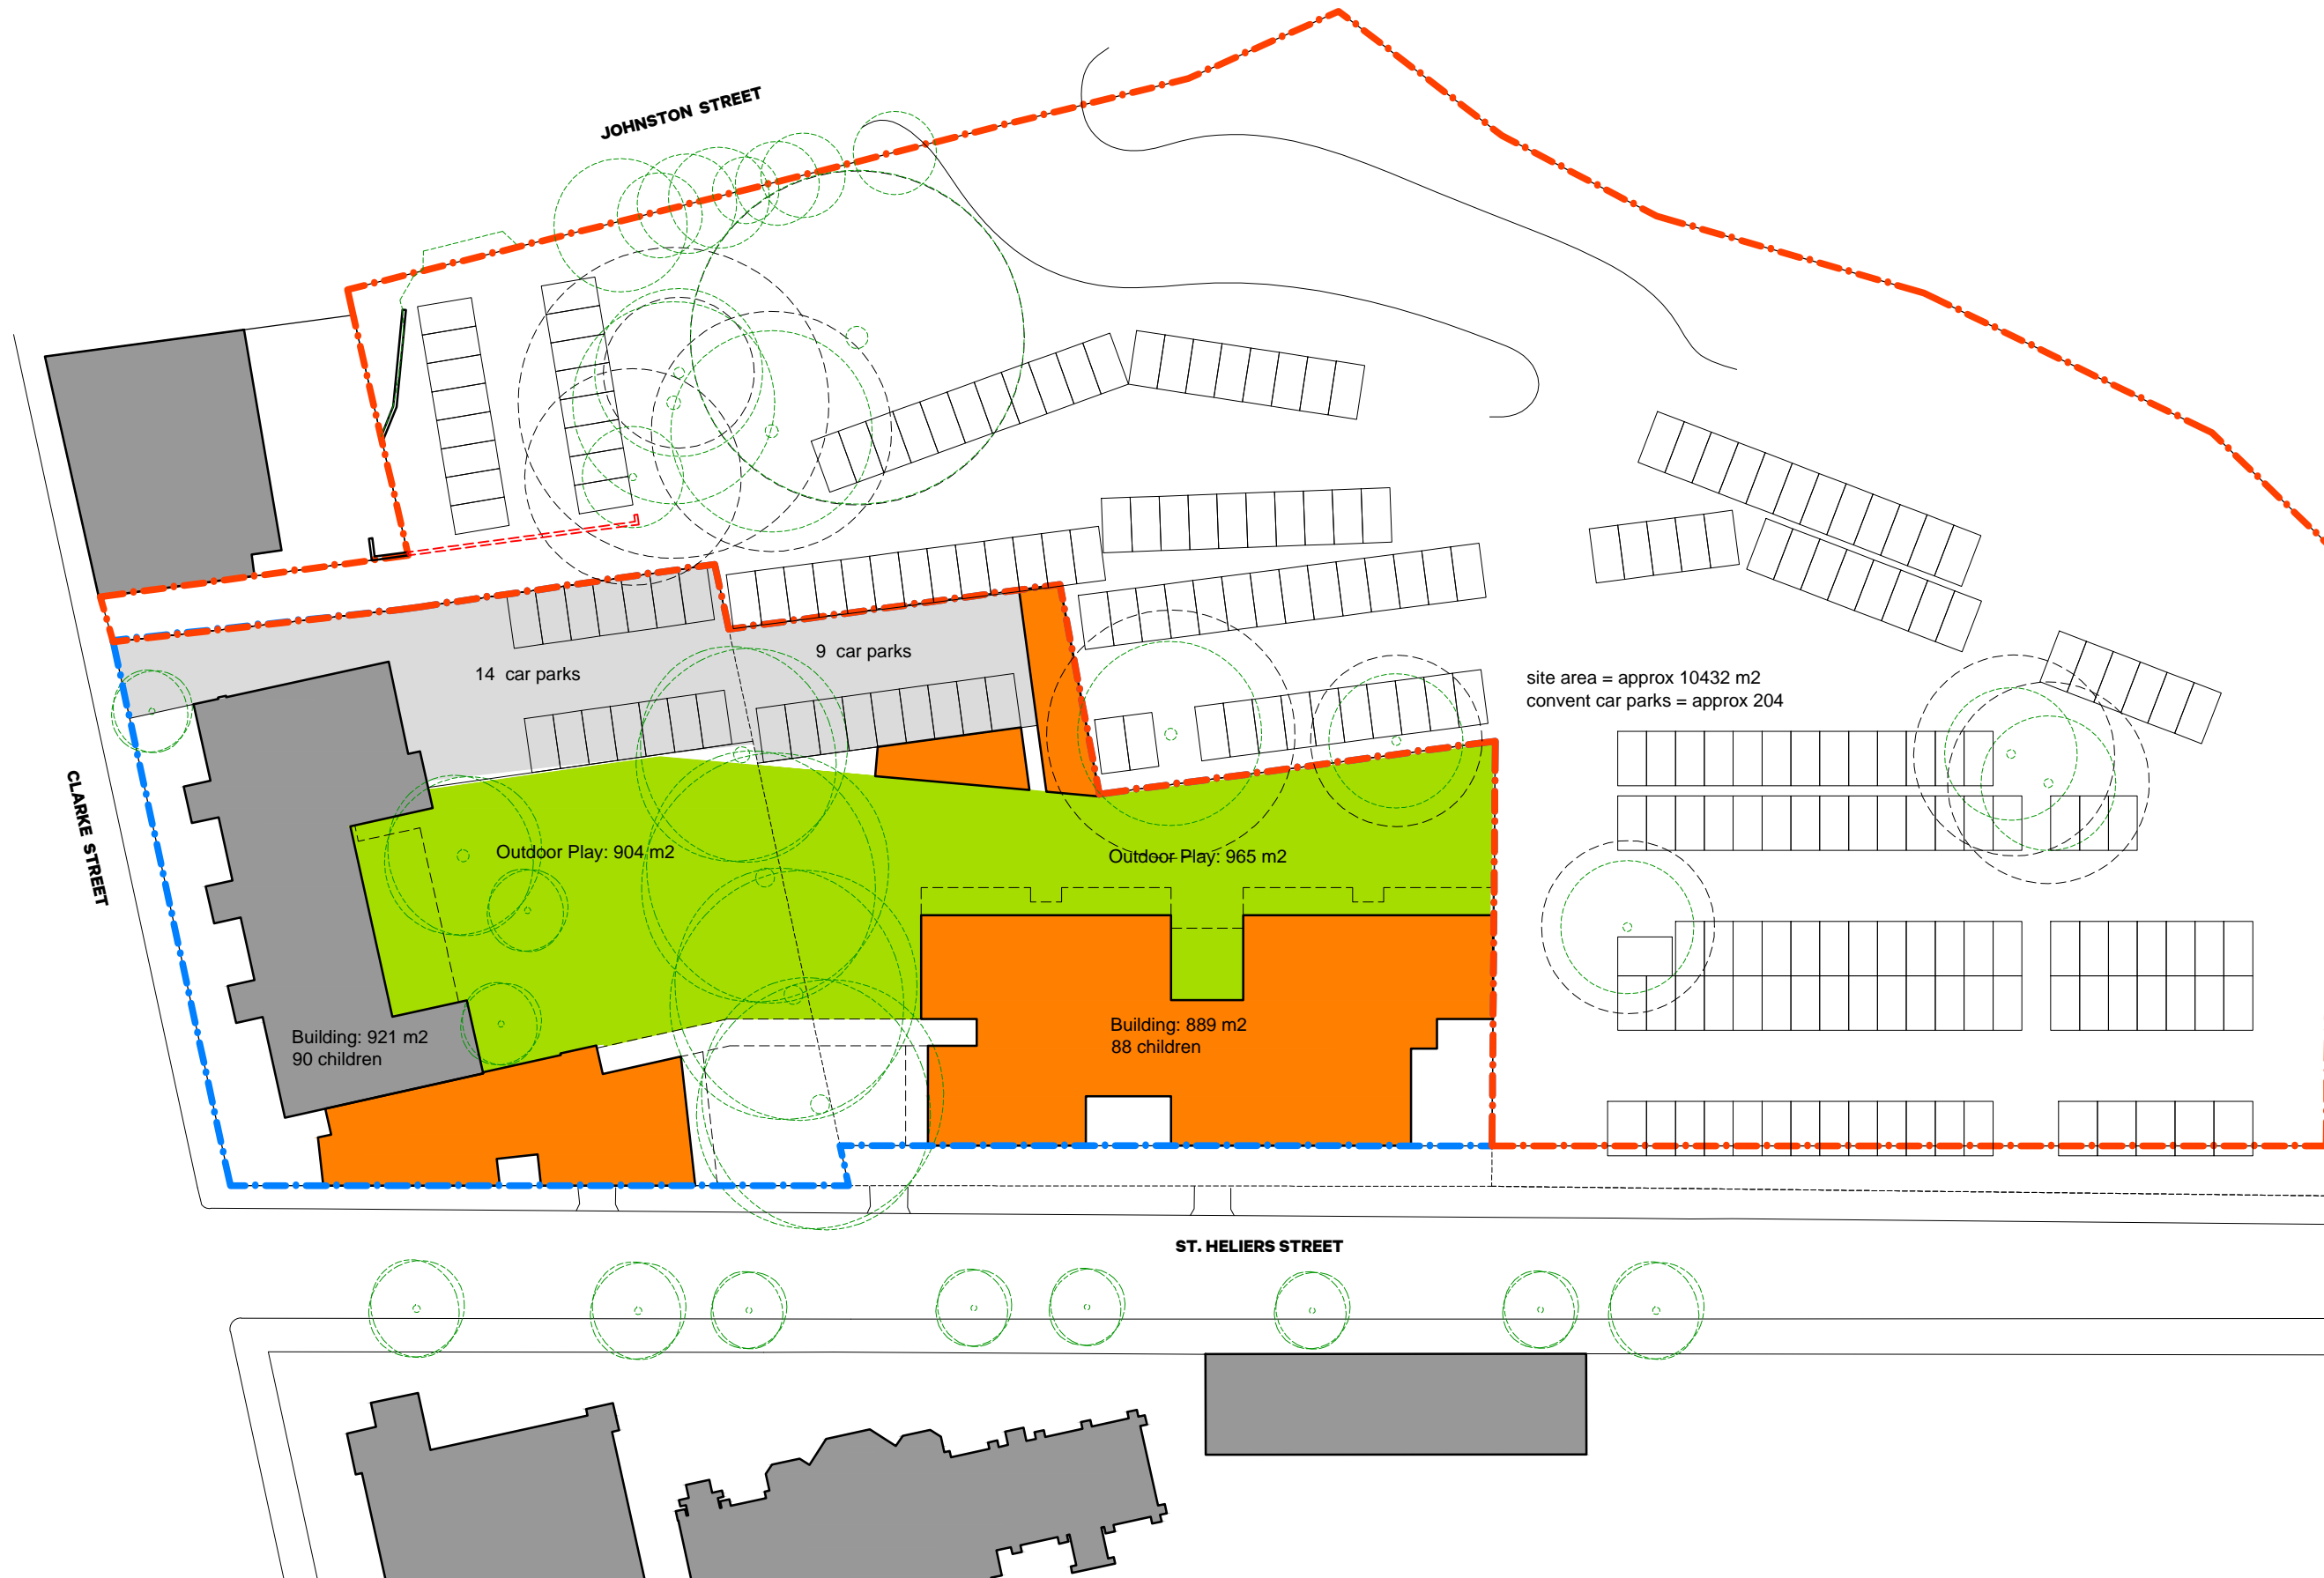 JOHNSTON STREET
9 car parks
14 car parks
site area = approx 10432 m2
convent car parks = approx 204
CLARKE STREET
Outdoor Play: 904 m2
Outdoor Play: 965 m2
Building: 921 m2
90 children
Building: 889 m2
88 children
ST. HELIERS STREET